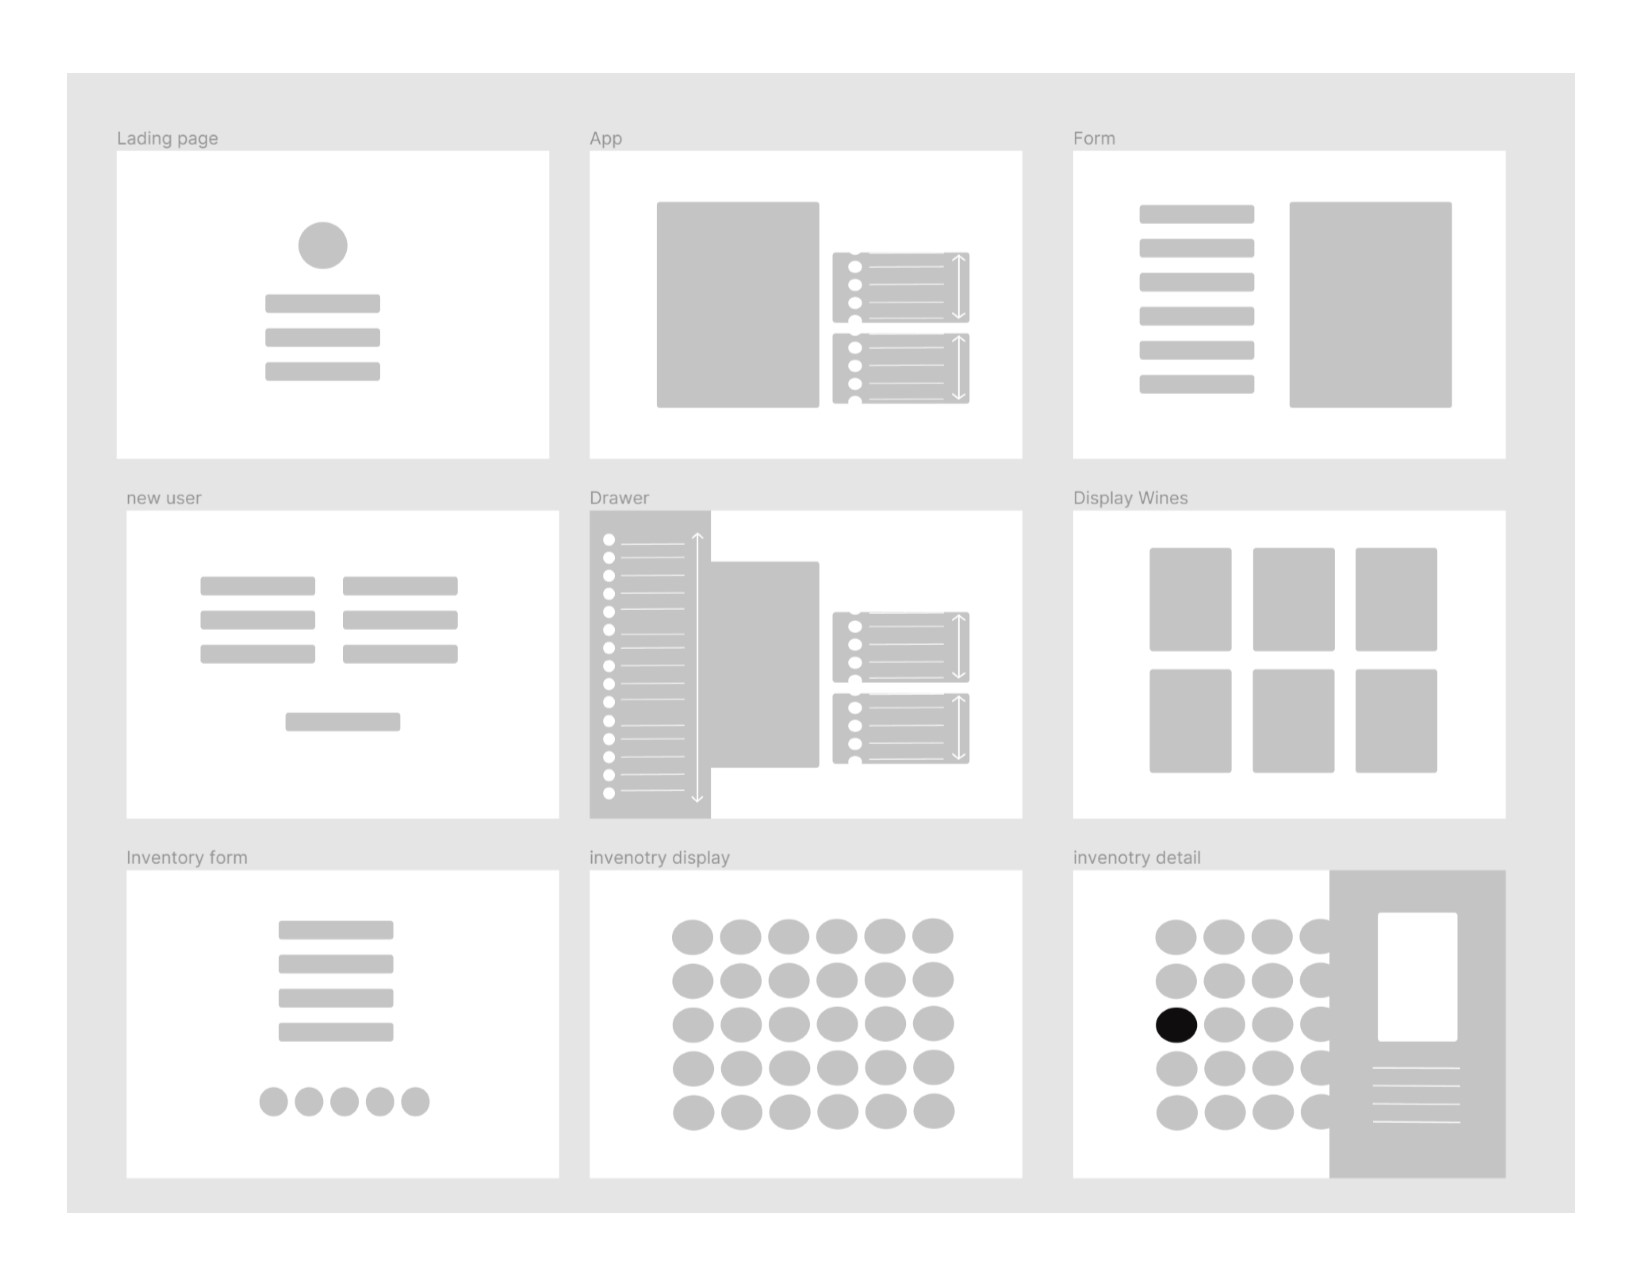 Lading page
App
Form
new user
Drawer
Display Wines
Inventory form
invenotry display
invenotry detail